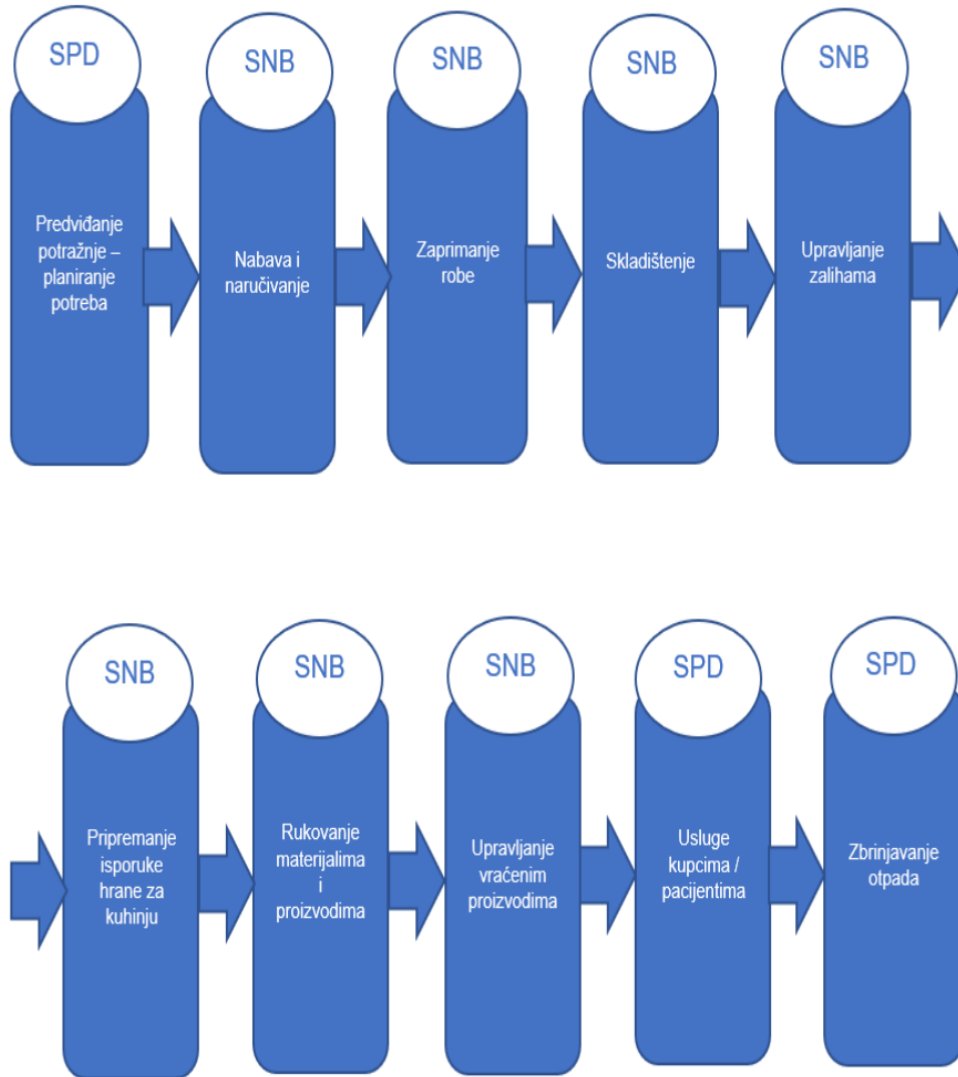 SPD
Predviđanje
potražnje –
planiranje
potreba
SNB
Nabava i
naručivanje
SNB
Zaprimanje
robe
SNB
Skladištenje
SNB
Upravljanje
zalihama
SNB
Pripremanje
isporuke
hrane za
kuhinju
SNB
Rukovanje
materijalima
i
proizvodima
SNB
Upravljanje
vraćenim
proizvodima
SPD
Usluge
kupcima /
pacijentima
SPD
Zbrinjavanje
otpada